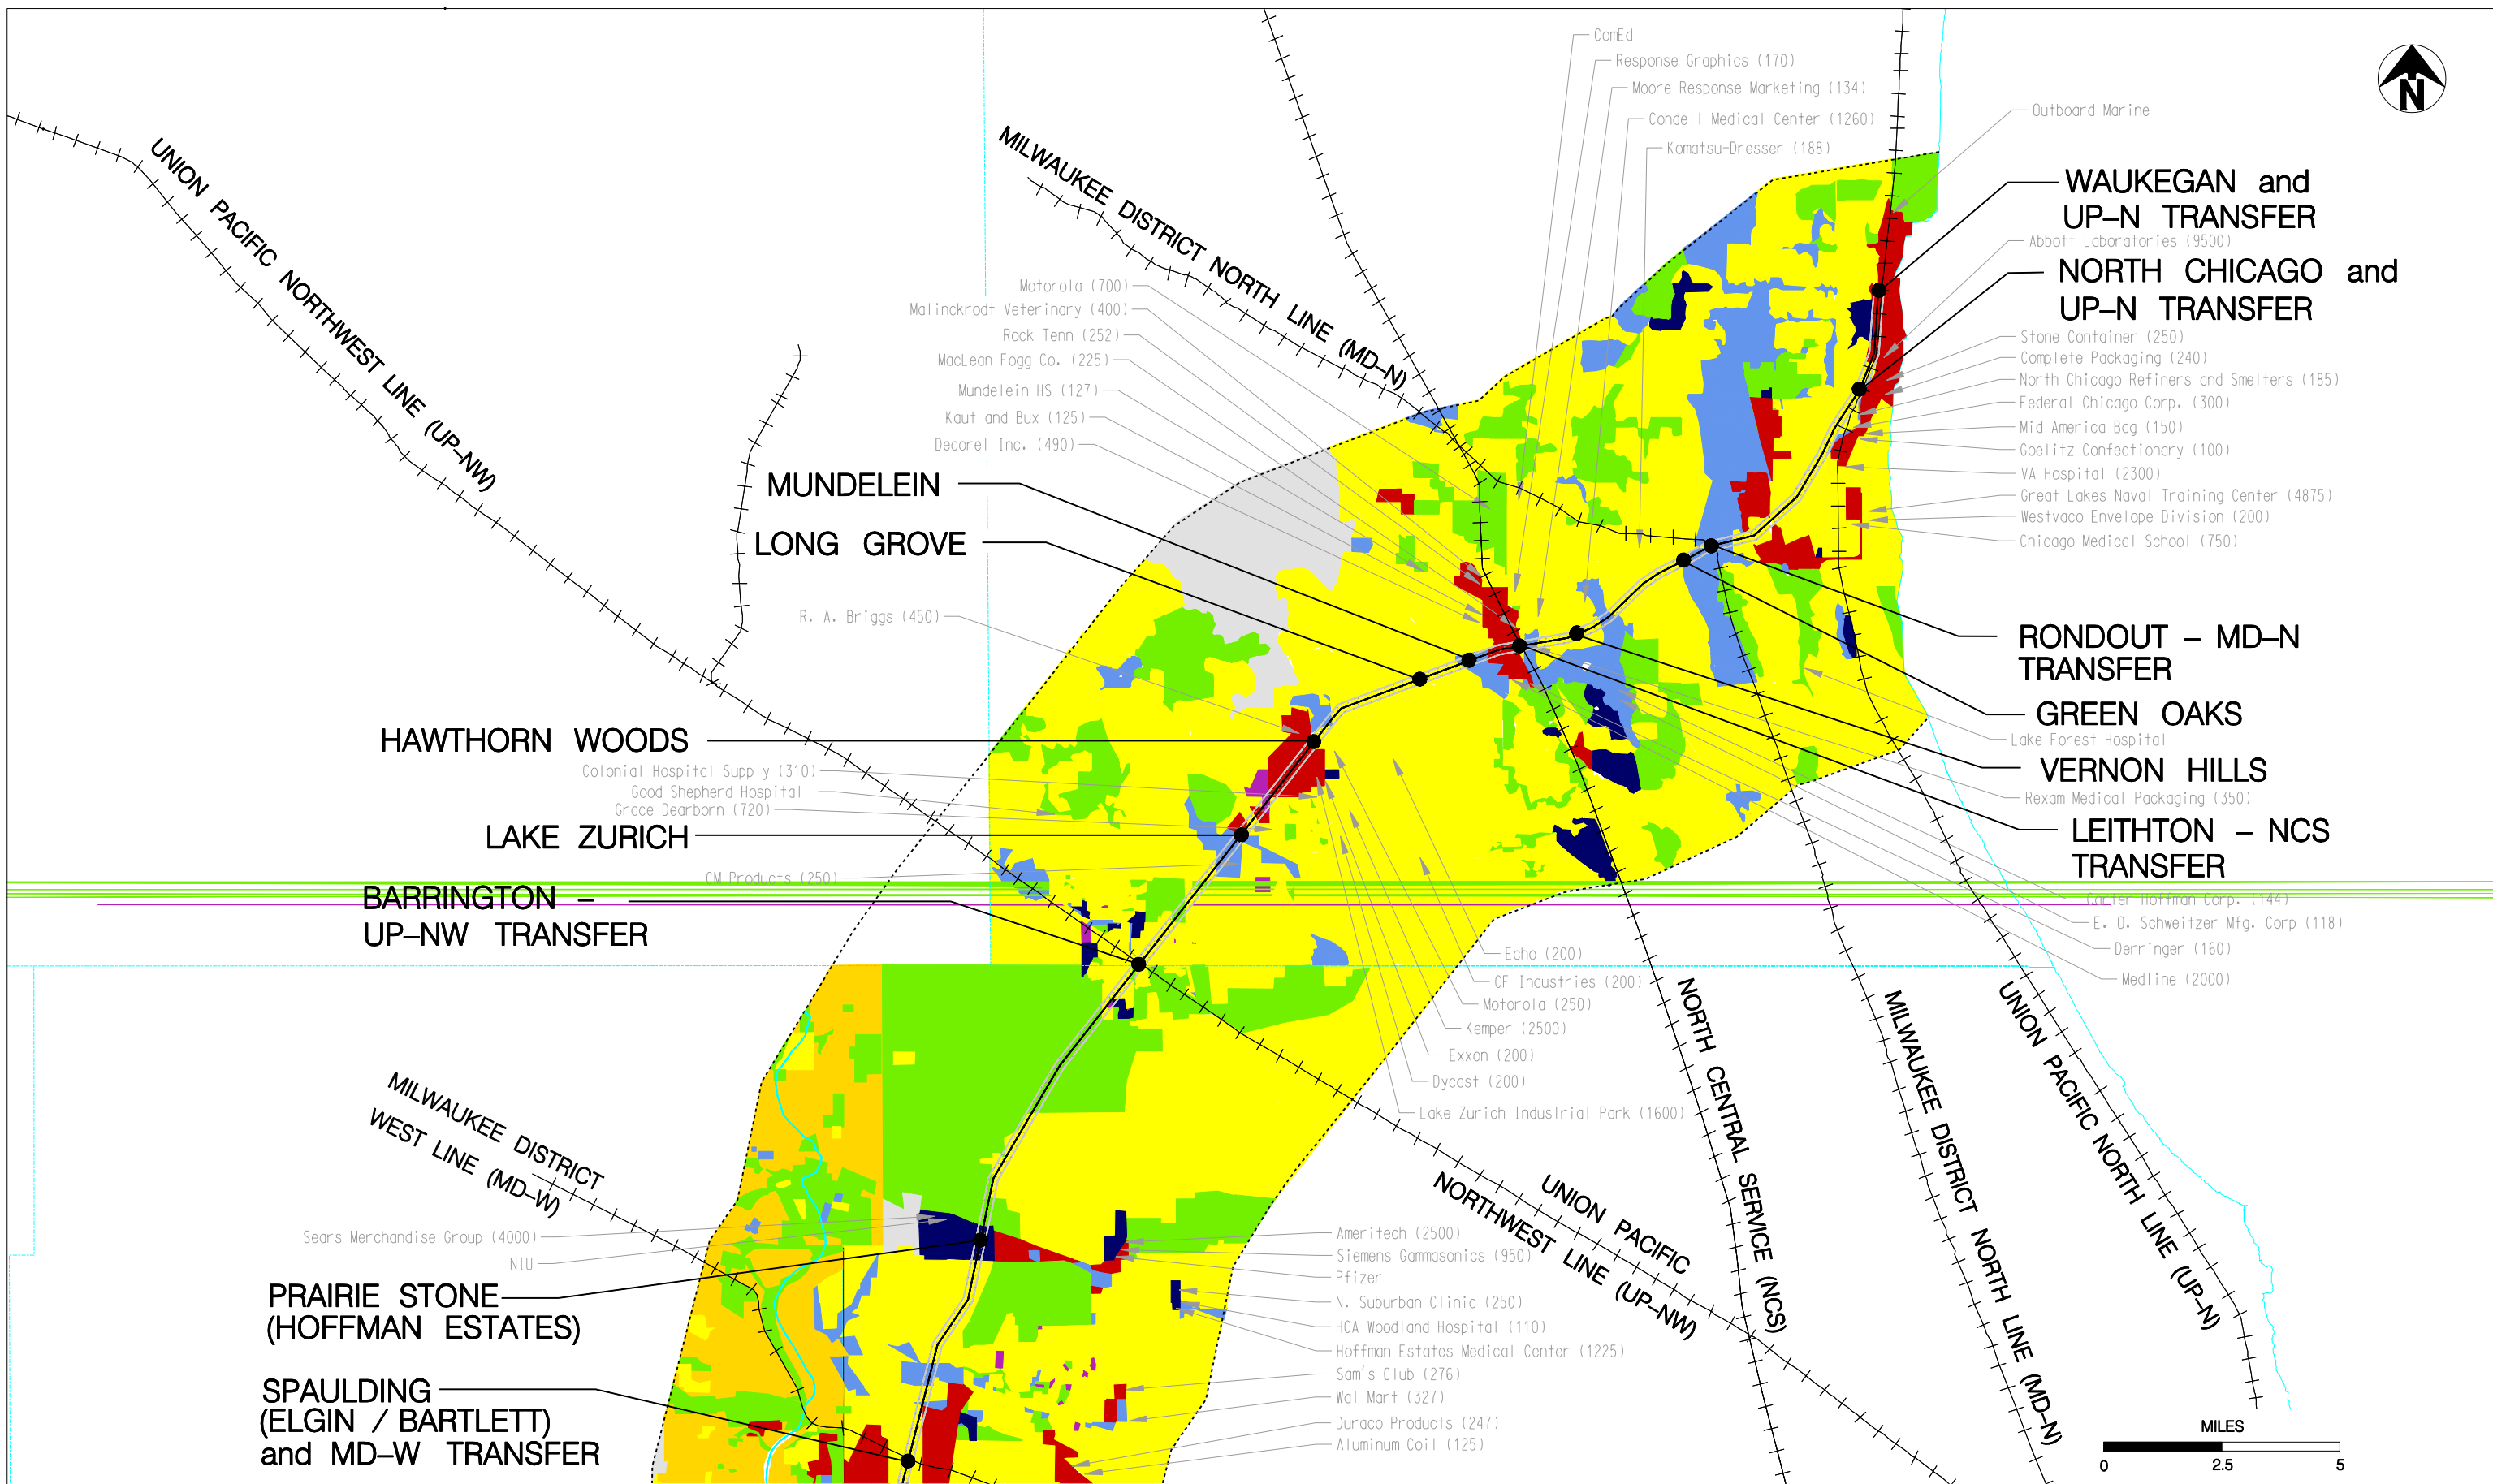 ComEd
Response Graphics (170)
Moore Response Marketing (134)
Condell Medical Center (1260)
Komatsu-Dresser (188)
N
Outboard Marine
UNION PACIFIC NORTHWEST LINE (UP-NW)
MILWAUKEE DISTRICT NORTH LINE (MD-N)
WAUKEGAN and
UP-N TRANSFER
Abbott Laboratories (9500)
NORTH CHICAGO and
UP-N TRANSFER
Stone Container (250)
Complete Packaging (240)
North Chicago Refiners and Smelters (185)
Federal Chicago Corp. (300)
Mid America Bag (150)
Goelitz Confectionary (100)
VA Hospital (2300)
Great Lakes Naval Training Center (4875)
Westvaco Envelope Division (200)
Chicago Medical School (750)
Motorola (700)
Malinckrodt Veterinary (400)
Rock Tenn (252)
MacLean Fogg Co. (225)
Mundelein HS (127)
Kaut and Bux (125)
Decorel Inc. (490)
MUNDELEIN
LONG GROVE
R. A. Briggs (450)
RONDOUT - MD-N
TRANSFER
GREEN OAKS
Lake Forest Hospital
VERNON HILLS
Rexam Medical Packaging (350)
LEITHTON - NCS
TRANSFER
HAWTHORN WOODS
Colonial Hospital Supply (310)
Good Shepherd Hospital
Grace Dearborn (720)
LAKE ZURICH
CM Products (250)
BARRINGTON -
UP-NW TRANSFER
Carter Hoffman Corp. (144)
E. O. Schweitzer Mfg. Corp (118)
Derringer (160)
Medline (2000)
Echo (200)
CF Industries (200)
Motorola (250)
Kemper (2500)
Exxon (200)
Dycast (200)
Lake Zurich Industrial Park (1600)
NORTH CENTRAL SERVICE (NCS)
MILWAUKEE DISTRICT NORTH LINE (MD-N)
UNION PACIFIC NORTH LINE (UP-N)
MILWAUKEE DISTRICT
WEST LINE (MD-W)
UNION PACIFIC
NORTHWEST LINE (UP-NW)
Sears Merchandise Group (4000)
NIU
PRAIRIE STONE
(HOFFMAN ESTATES)
SPAULDING
(ELGIN / BARTLETT)
and MD-W TRANSFER
Ameritech (2500)
Siemens Gammasonics (950)
Pfizer
N. Suburban Clinic (250)
HCA Woodland Hospital (110)
Hoffman Estates Medical Center (1225)
Sam's Club (276)
Wal Mart (327)
Duraco Products (247)
Aluminum Coil (125)
MILES
0 2.5 5